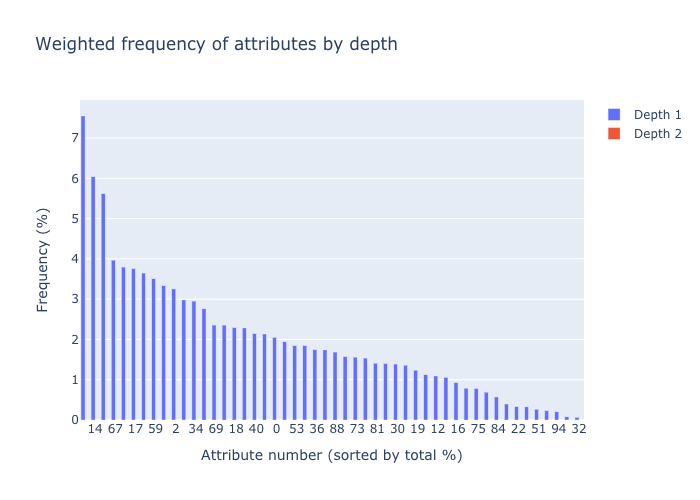 Weighted frequency of attributes by depth
Depth 1
Depth 2
7
6
5
4
3
2
1
0
Frequency (%)
14 67 17 59 2 34 69 18 40 0 53 36 88 73 81 30 19 12 16 75 84 22 51 94 32
Attribute number (sorted by total %)